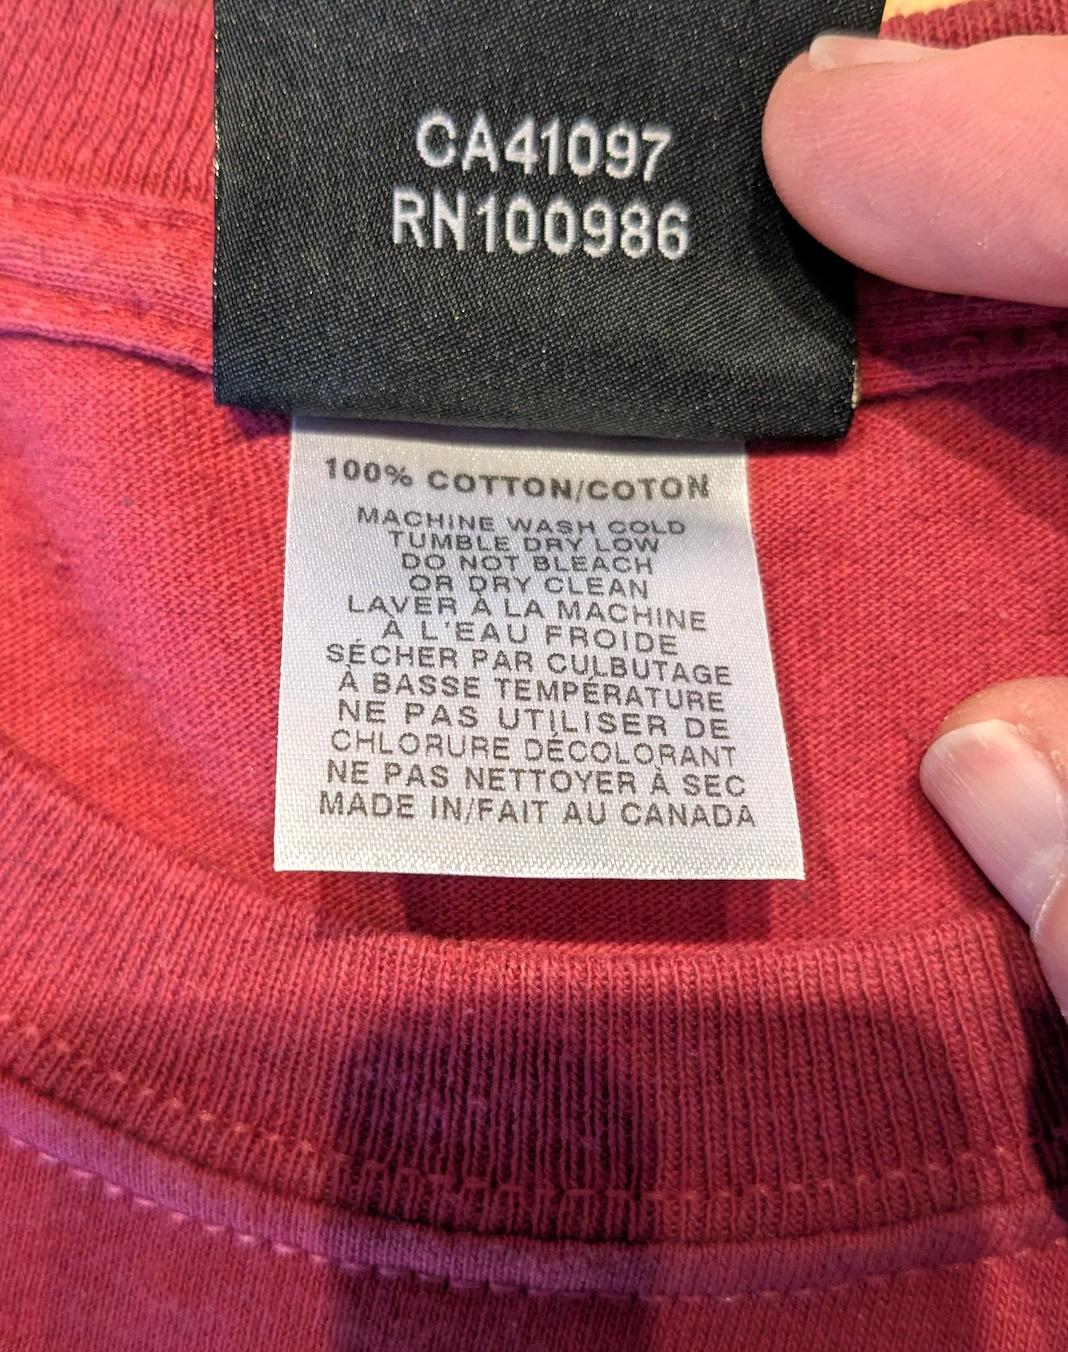 CA41097
RN100986
100% COTTON/COTON
MACHINE WASH COLD
TUMBLE DRY LOW
DO NOT BLEACH
OR DRY CLEAN
LAVER À LA MACHINE
À L'EAU FROIDE
SÉCHER PAR CULBUTAGE
À BASSE TEMPÉRATURE
NE PAS UTILISER DE
CHLORURE DÉCOLORANT
NE PAS NETTOYER À SEC
MADE IN/FAIT AU CANADA